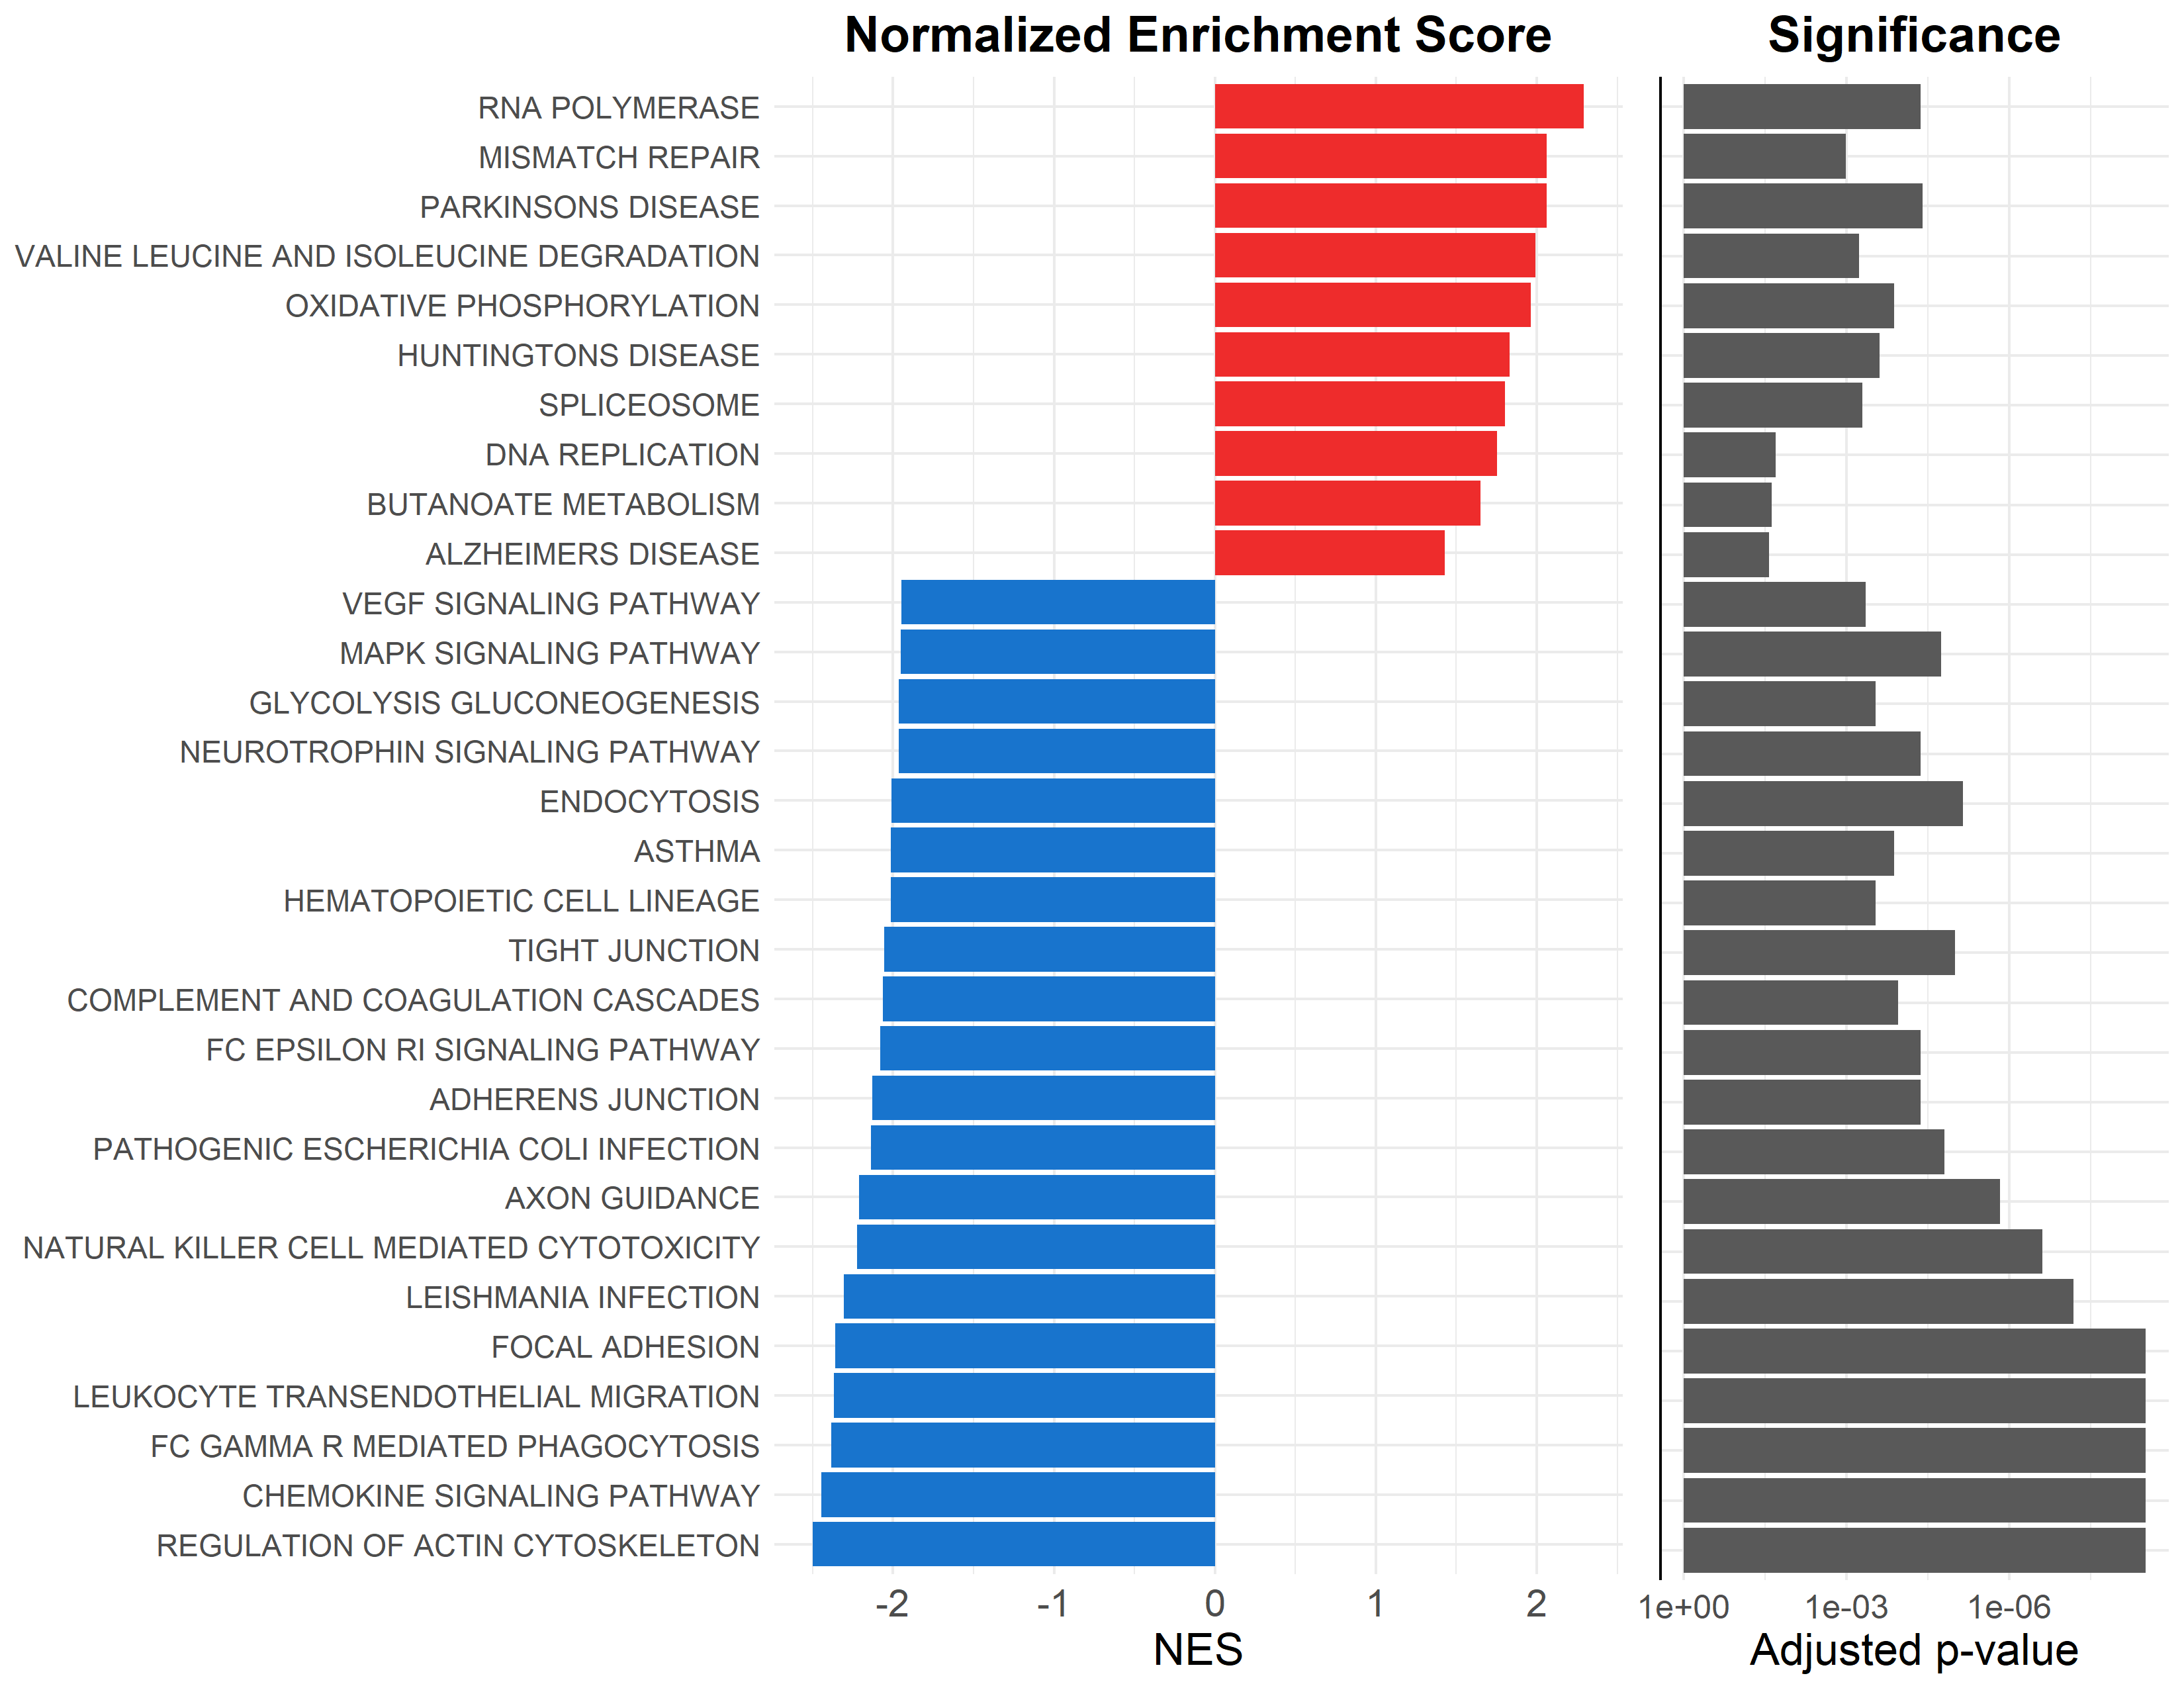 Normalized Enrichment Score
Significance
RNA POLYMERASE
MISMATCH REPAIR
PARKINSONS DISEASE
VALINE LEUCINE AND ISOLEUCINE DEGRADATION
OXIDATIVE PHOSPHORYLATION
HUNTINGTONS DISEASE
SPLICEOSOME
DNA REPLICATION
BUTANOATE METABOLISM
ALZHEIMERS DISEASE
VEGF SIGNALING PATHWAY
MAPK SIGNALING PATHWAY
GLYCOLYSIS GLUCONEOGENESIS
NEUROTROPHIN SIGNALING PATHWAY
ENDOCYTOSIS
ASTHMA
HEMATOPOIETIC CELL LINEAGE
TIGHT JUNCTION
COMPLEMENT AND COAGULATION CASCADES
FC EPSILON RI SIGNALING PATHWAY
ADHERENS JUNCTION
PATHOGENIC ESCHERICHIA COLI INFECTION
AXON GUIDANCE
NATURAL KILLER CELL MEDIATED CYTOTOXICITY
LEISHMANIA INFECTION
FOCAL ADHESION
LEUKOCYTE TRANSENDOTHELIAL MIGRATION
FC GAMMA R MEDIATED PHAGOCYTOSIS
CHEMOKINE SIGNALING PATHWAY
REGULATION OF ACTIN CYTOSKELETON
-2 -1 0 1 2
NES
1e+00 1e-03 1e-06
Adjusted p-value